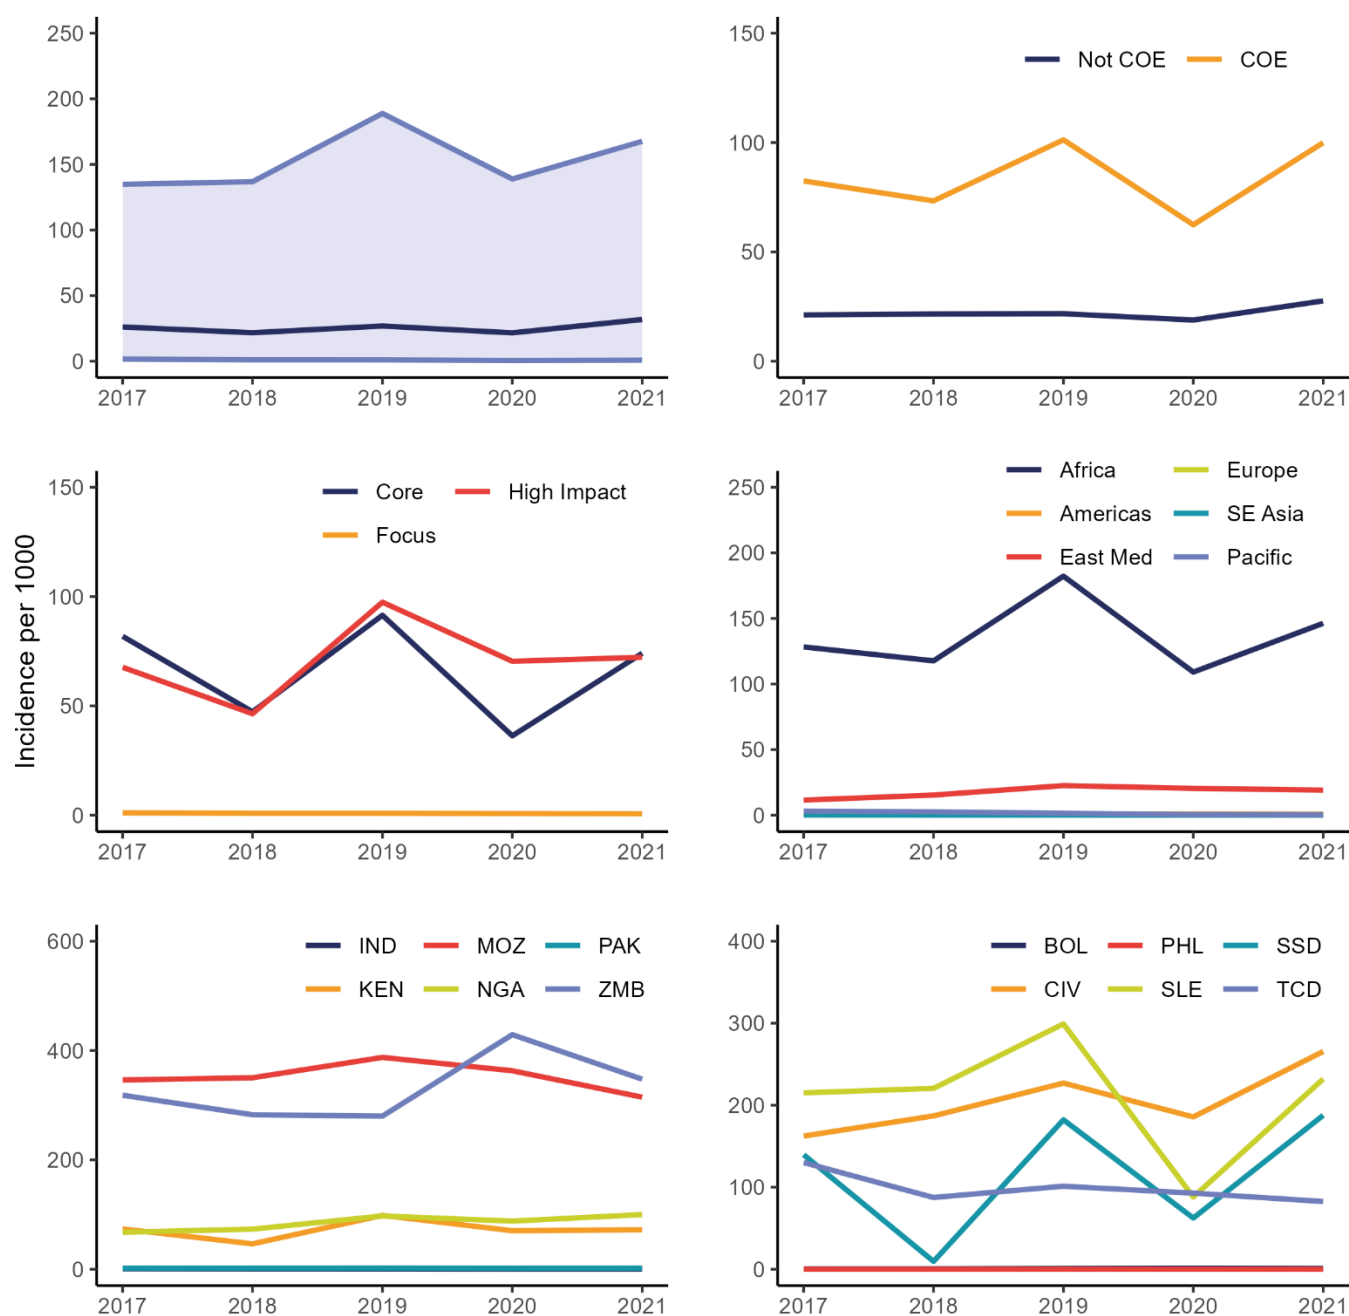 250
200
150
100
50
0
2017 2018 2019 2020 2021
150
100
50
0
Not COE COE
2017 2018 2019 2020 2021
Incidence per 1000
150
100
50
0
Core High Impact
Focus
2017 2018 2019 2020 2021
250
200
150
100
50
0
Africa Europe
Americas SE Asia
East Med Pacific
2017 2018 2019 2020 2021
600
400
200
0
IND MOZ PAK
KEN NGA ZMB
2017 2018 2019 2020 2021
400
300
200
100
0
BOL PHL SSD
CIV SLE TCD
2017 2018 2019 2020 2021